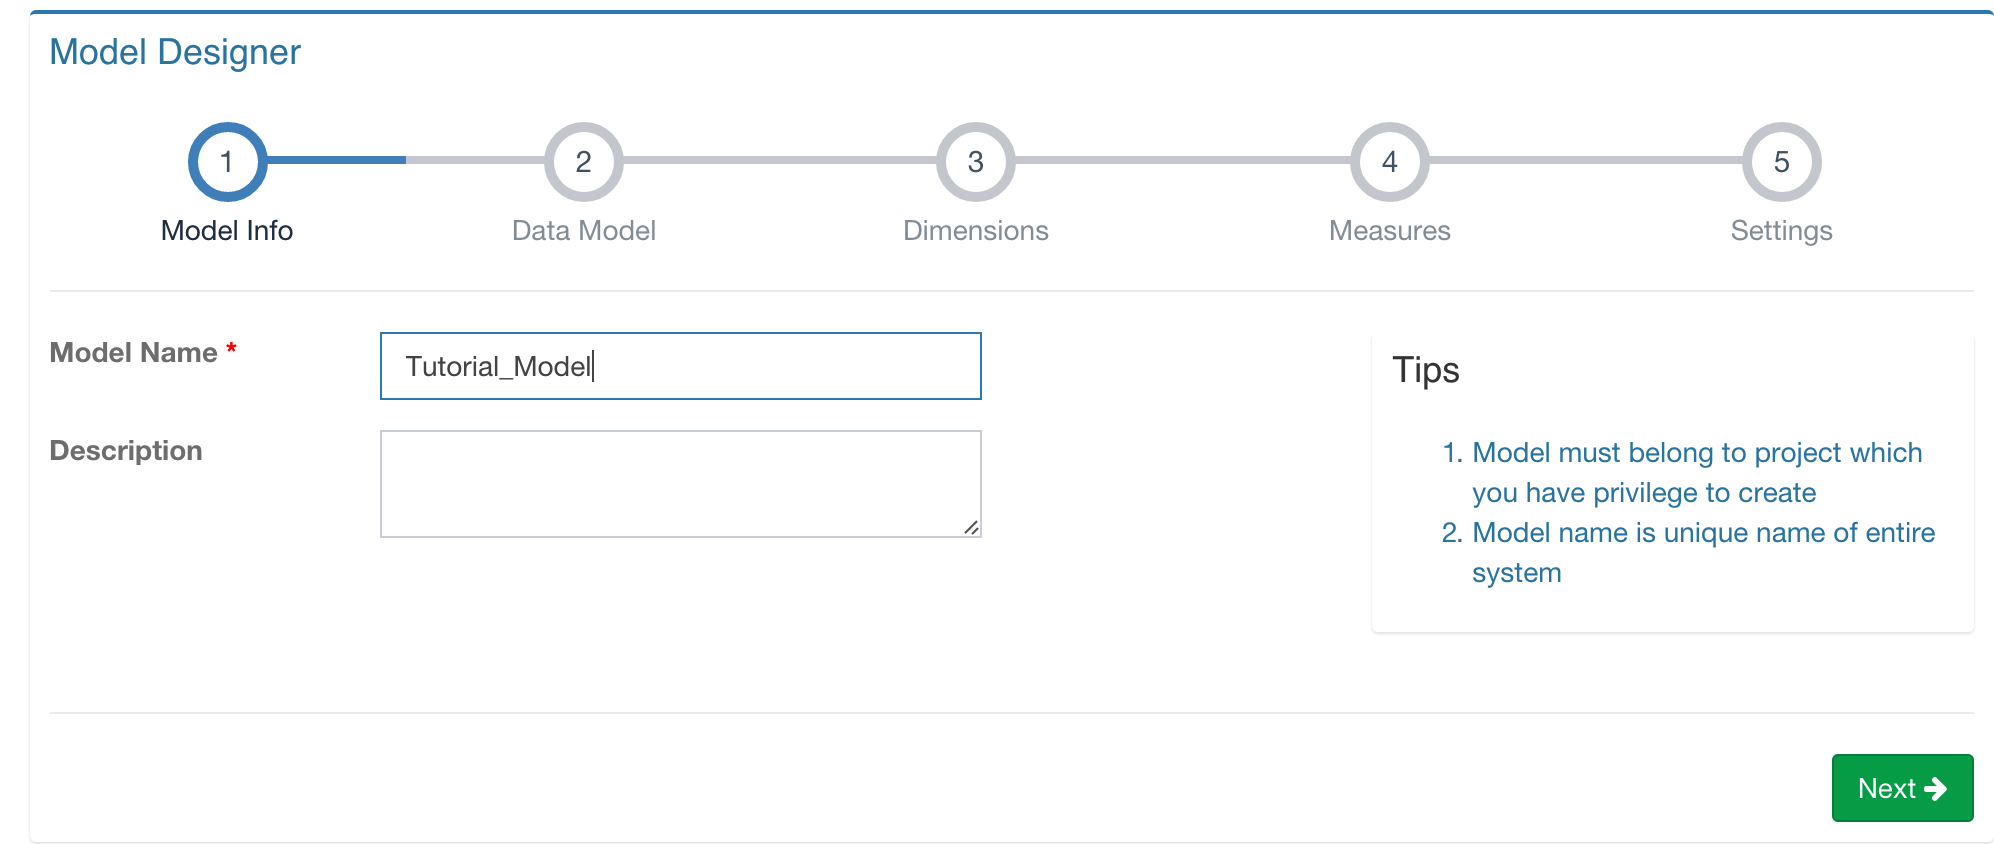 Model Designer
1
2
3
4
5
Model Info
Data Model
Dimensions
Measures
Settings
Model Name *
Tutorial_Model
Description
Tips
1. Model must belong to project which
you have privilege to create
2. Model name is unique name of entire
system
Next